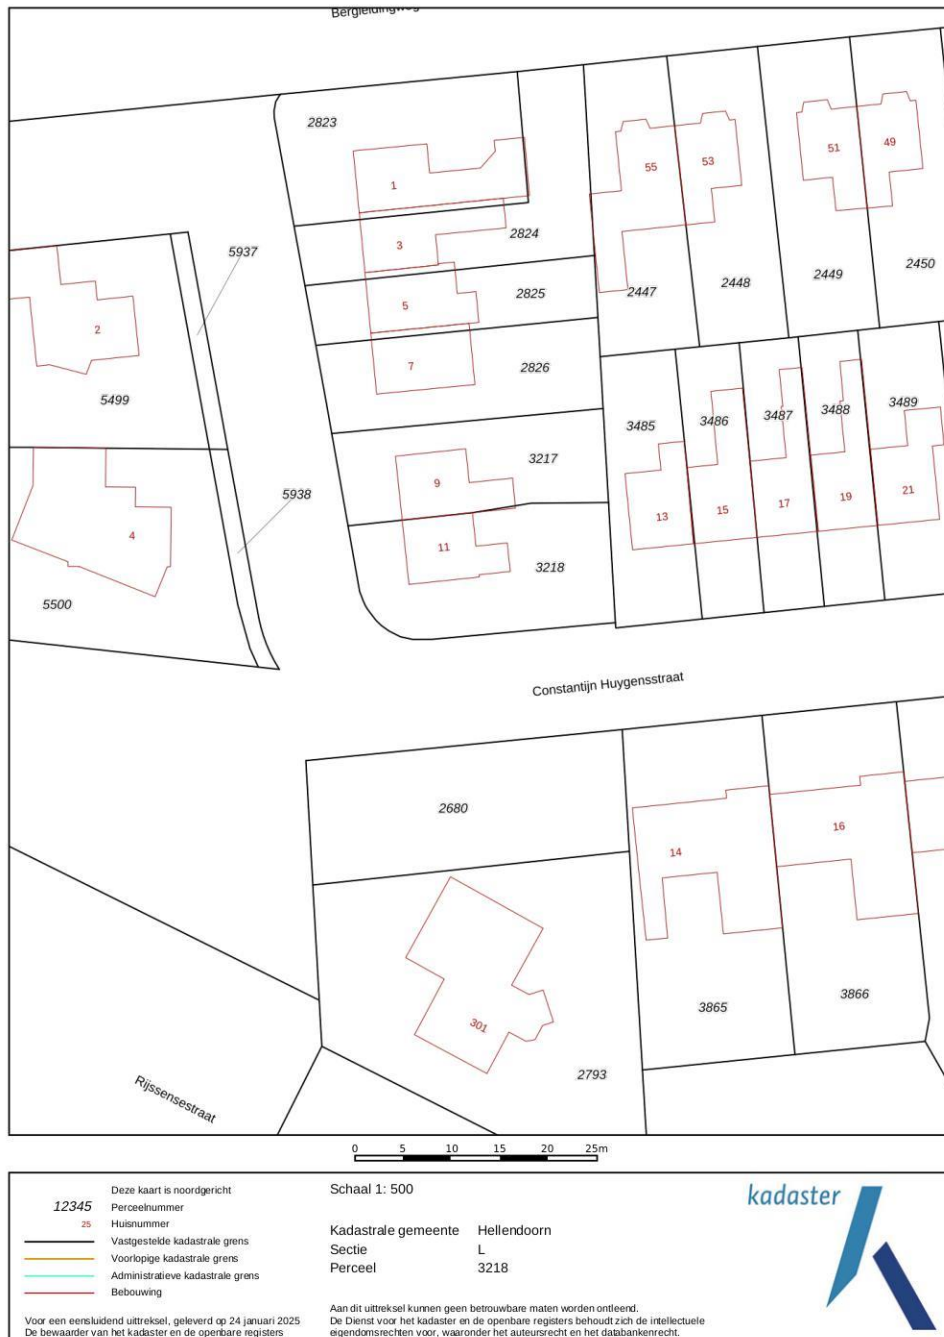 Bergleidingweg
2823
1
55
53
51
49
3
2824
5937
2450
2449
2448
2447
2825
5
2
7
2826
5499
3489
3488
3487
3486
3485
3217
9
5938
21
19
17
15
13
4
11
3218
5500
Constantijn Huygensstraat
2680
14
16
3866
3865
301
2793
Rijssensestraat
0 5 10 15 20 25m
12345
25
Deze kaart is noordgericht
Perceelnummer
Huisnummer
Vastgestelde kadastrale grens
Voorlopige kadastrale grens
Administratieve kadastrale grens
Bebouwing
Voor een eensluidend uittreksel, geleverd op 24 januari 2025
De bewaarder van het kadaster en de openbare registers
Schaal 1: 500
Kadastrale gemeente Hellendoorn
Sectie L
Perceel 3218
Aan dit uittreksel kunnen geen betrouwbare maten worden ontleend.
De Dienst voor het kadaster en de openbare registers behoudt zich de intellectuele
eigendomsrechten voor, waaronder het auteursrecht en het databankenrecht.
kadaster